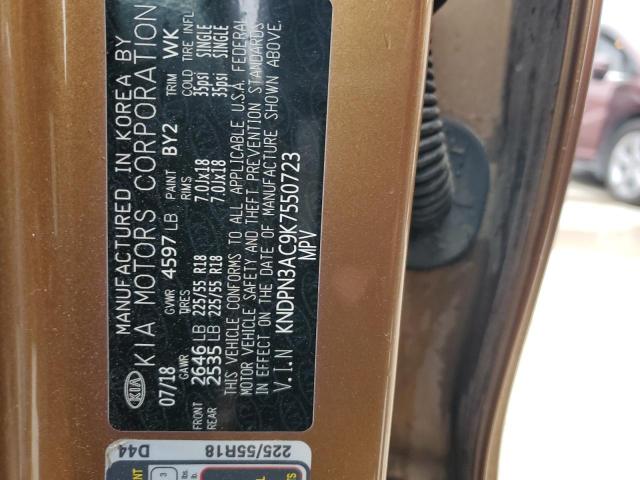 MANUFACTURED IN KOREA BY
KIA KIA MOTORS CORPORATION
07/18 GVWR 4597 LB PAINT BY2 TRIM WK
GAWR TIRES RIMS COLD TIRE INFL
FRONT 2646 LB 225/55 R18 7.0Jx18 35psi SINGLE
REAR 2535 LB 225/55 R18 7.0Jx18 35psi SINGLE
THIS VEHICLE CONFORMS TO ALL APPLICABLE U.S.A. FEDERAL
MOTOR VEHICLE SAFETY AND THEFT PREVENTION STANDARDS
IN EFFECT ON THE DATE OF MANUFACTURE SHOWN ABOVE.
V.I.N KNDPN3AC9K7550723
MPV
D44
225/55R18
3